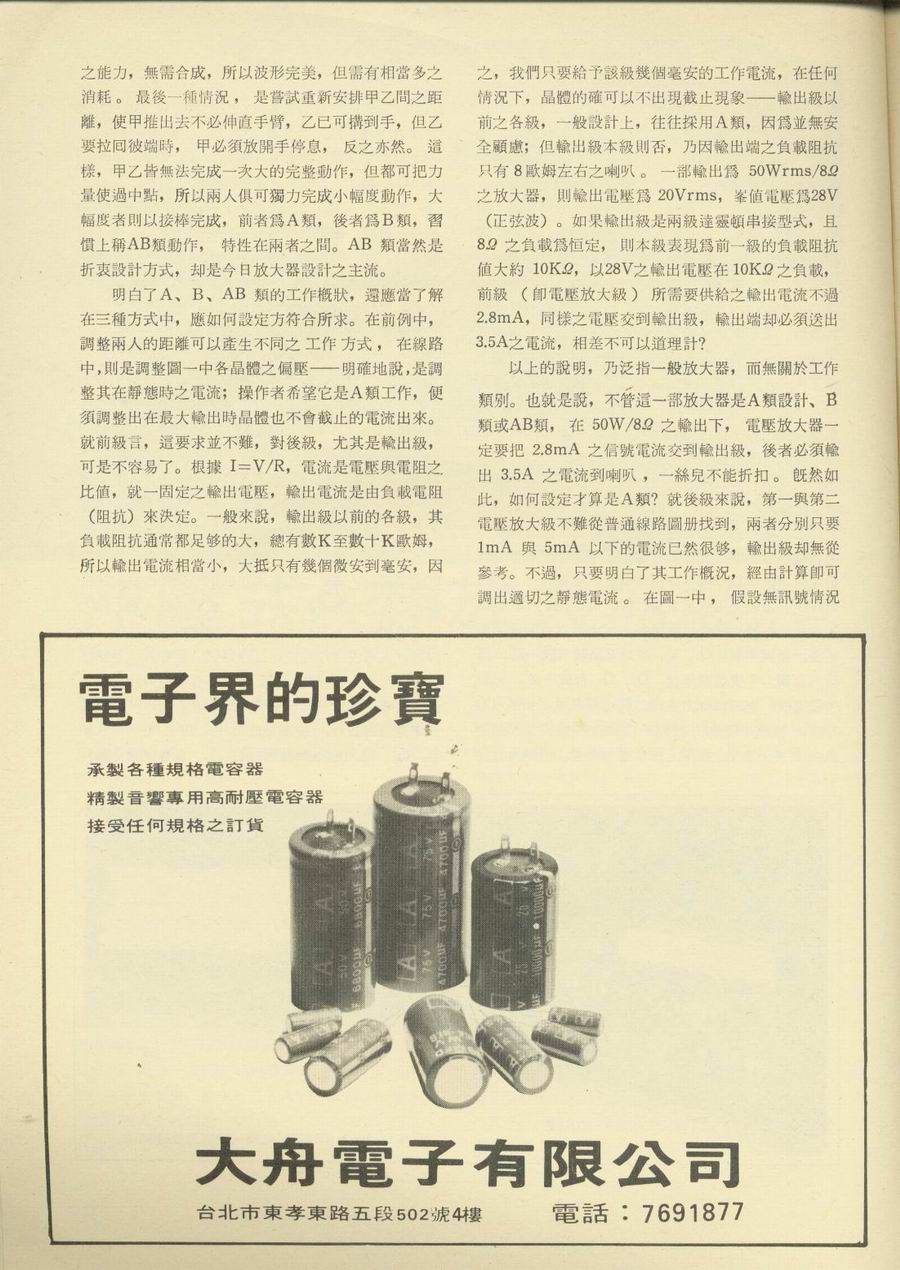 之能力，無需合成，所以波形完美，但需有相當多之
消耗。最後一種情況，是嘗試重新安排甲乙間之距
離，使甲推出去不必伸直手臂，乙已可搆到手，但乙
要拉回彼端時，甲必須放開手停息，反之亦然。這
樣，甲乙皆無法完成一次大的完整動作，但都可把力
量使過中點，所以兩人俱可獨力完成小幅度動作，大
幅度者則以接棒完成，前者爲A類，後者爲B類，習
慣上稱AB類動作，特性在兩者之間。AB 類當然是
折衷設計方式，却是今日放大器設計之主流。
明白了A、B、AB 類的工作概狀，還應當了解
在三種方式中，應如何設定方符合所求。在前例中，
調整兩人的距離可以產生不同之工作方式，在線路
中,則是調整圖一中各晶體之偏壓——明確地說,是調
整其在靜態時之電流；操作者希望它是A類工作，便
須調整出在最大輸出時晶體也不會截止的電流出來。
就前級言，這要求並不難，對後級，尤其是輸出級，
可是不容易了。根據 I=V/R，電流是電壓與電阻之
比值，就一固定之輸出電壓，輸出電流是由負載電阻
（阻抗）來決定。一般來說，輸出級以前的各級，其
負載阻抗通常都足够的大，總有數K至數十K歐姆，
所以輸出電流相當小，大抵只有幾個微安到毫安，因
之，我們只要給予該級幾個毫安的工作電流，在任何
情況下，晶體的確可以不出現截止現象——輸出級以
前之各級，一般設計上，往往採用A類，因爲並無安
全顧慮；但輸出級本級則否，乃因輸出端之負載阻抗
只有 8 歐姆左右之喇叭。一部輸出爲 50Wrms/8Ω
之放大器，則輸出電壓爲 20Vrms，峯值電壓爲28V
（正弦波）。如果輸出級是兩級達靈頓串接型式，且
8Ω 之負載爲恒定，則本級表現爲前一級的負載阻抗
值大約 10KΩ，以28V之輸出電壓在10KΩ之負載，
前級（卽電壓放大級）所需要供給之輸出電流不過
2.8mA，同樣之電壓交到輸出級，輸出端却必須送出
3.5A之電流，相差不可以道理計？
以上的說明，乃泛指一般放大器，而無關於工作
類別。也就是說，不管這一部放大器是A類設計、B
類或AB類，在 50W/8Ω 之輸出下，電壓放大器一
定要把 2.8mA 之信號電流交到輸出級，後者必須輸
出 3.5A 之電流到喇叭，一絲兒不能折扣。旣然如
此，如何設定才算是A類？就後級來說，第一與第二
電壓放大級不難從普通線路圖册找到，兩者分別只要
1mA 與 5mA 以下的電流已然很够，輸出級却無從
參考。不過，只要明白了其工作概況，經由計算卽可
調出適切之靜態電流。在圖一中，假設無訊號情況
電子界的珍寶
承製各種規格電容器
精製音響專用高耐壓電容器
接受任何規格之訂貨
50V 6800µF
75V 4700µF
25V 10000µF
大舟電子有限公司
台北市東孝東路五段502號4樓 電話：7691877